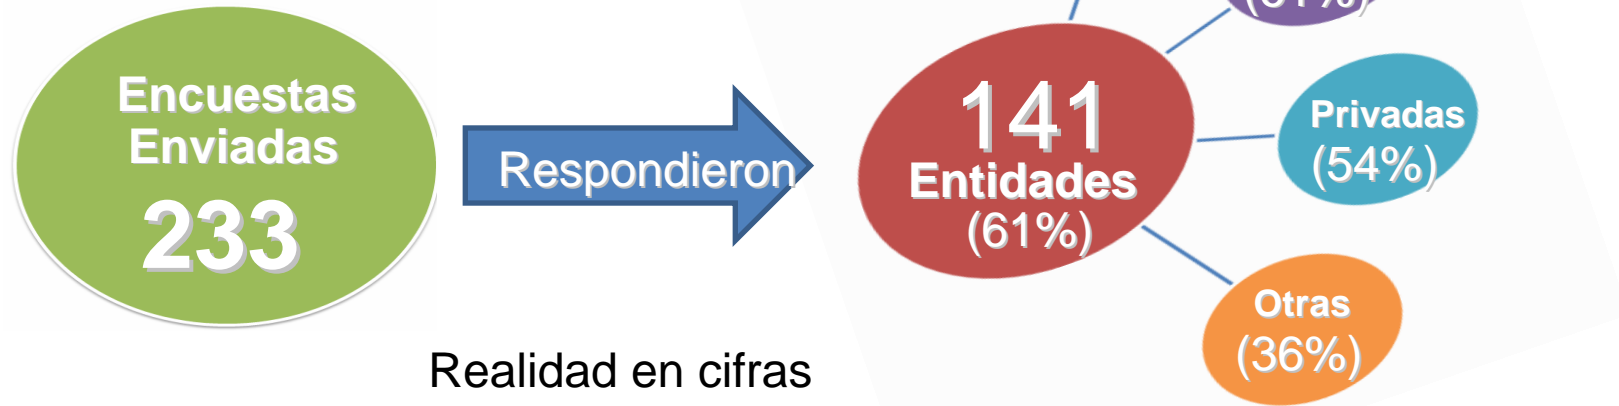 Encuestas
Enviadas
233
Respondieron
141
Entidades
(61%)
Privadas
(54%)
Otras
(36%)
Realidad en cifras